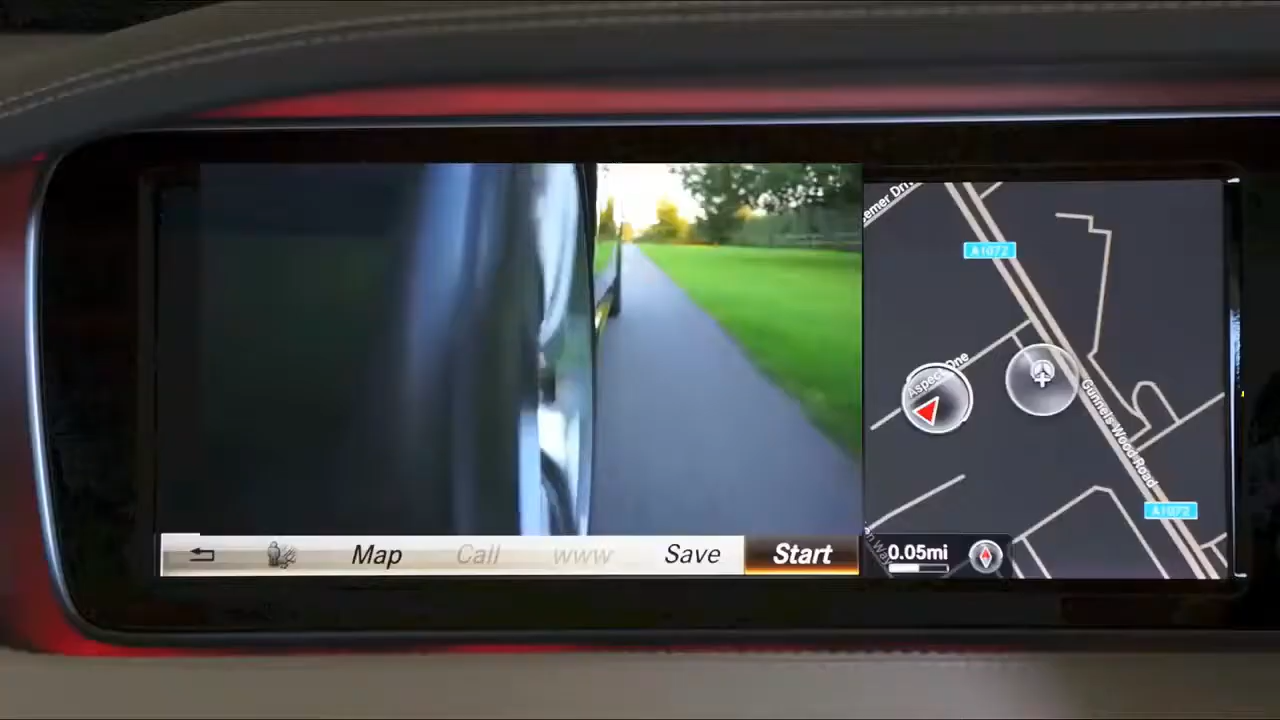 A1072
Aspect One
Gunnels Wood Road
A1072
0.05mi
Map Call www Save Start